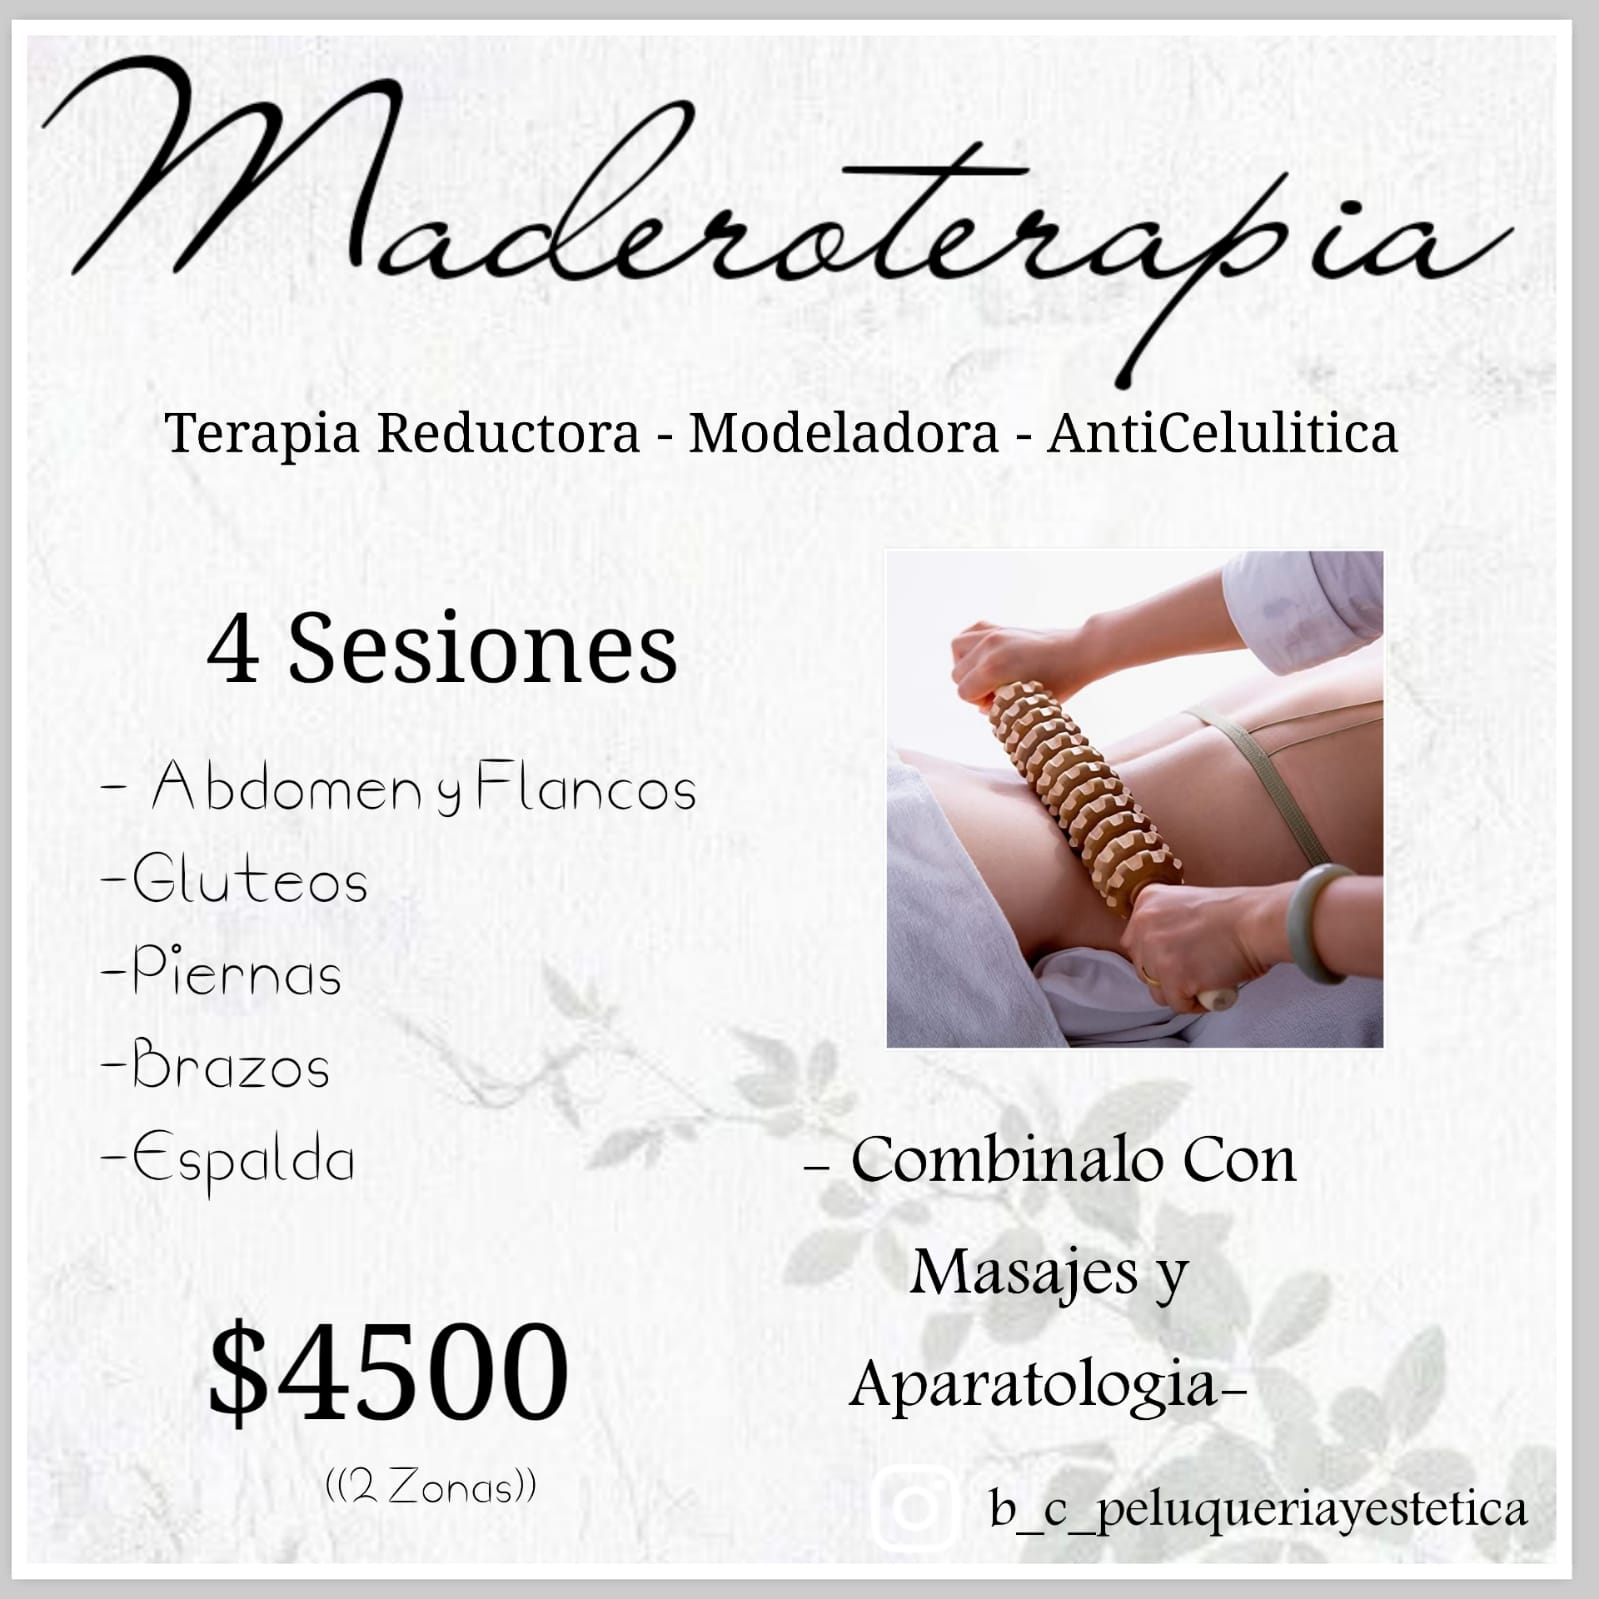 Maderoterapia
Terapia Reductora - Modeladora - AntiCelulitica
4 Sesiones
- Abdomen y Flancos
-Gluteos
-Piernas
-Brazos
-Espalda
$4500
((2 Zonas))
- Combinalo Con
Masajes y
Aparatologia-
b_c_peluqueriayestetica